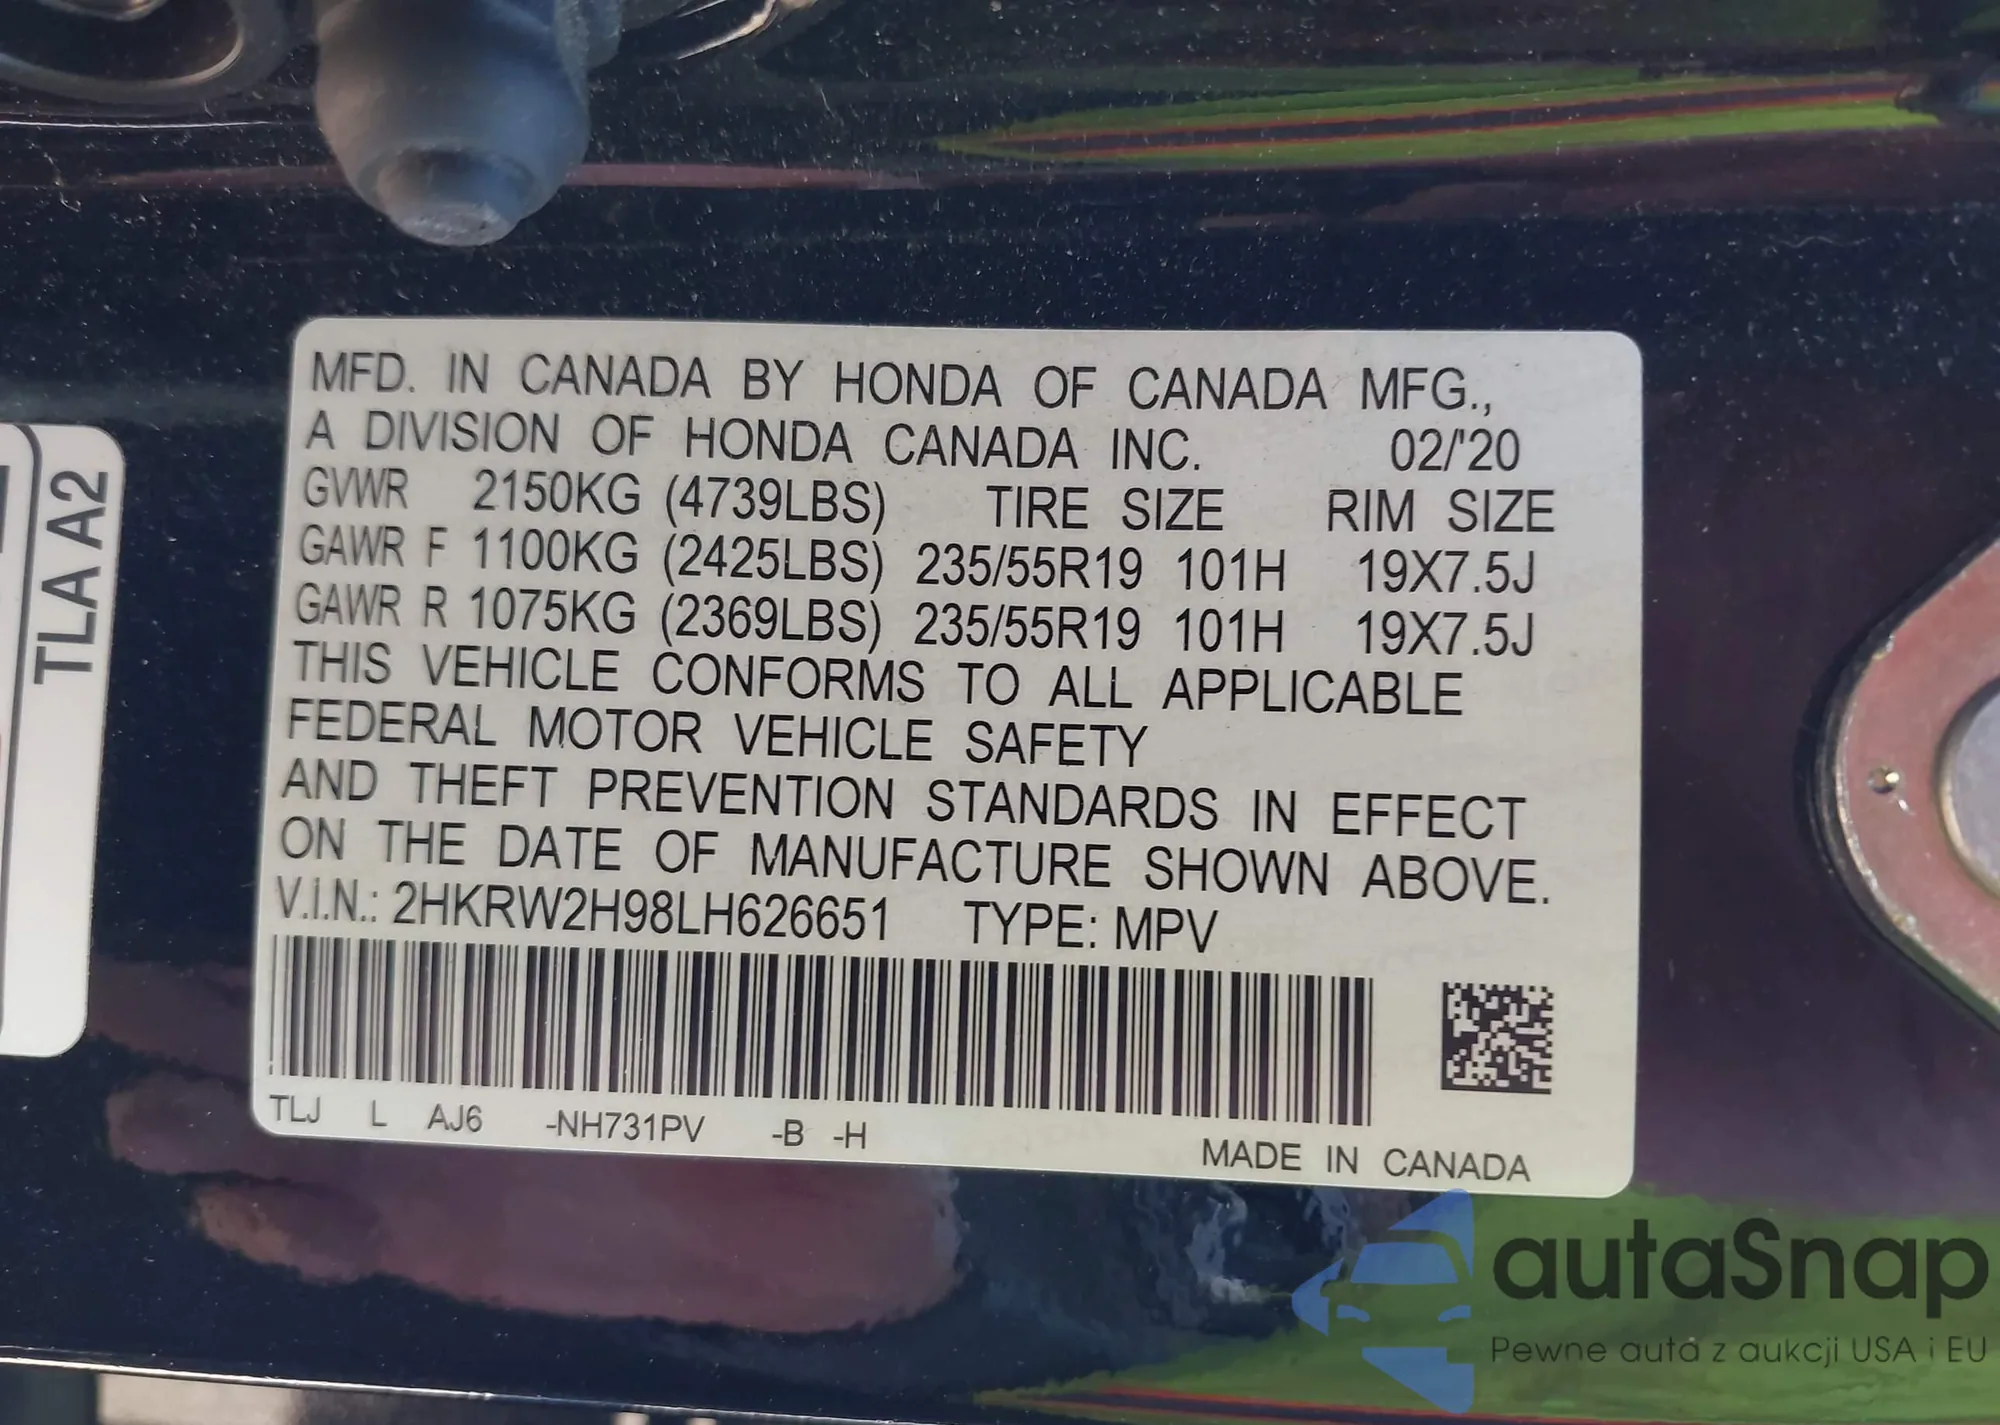 MFD. IN CANADA BY HONDA OF CANADA MFG.,
A DIVISION OF HONDA CANADA INC. 02/'20
GVWR 2150KG (4739LBS) TIRE SIZE RIM SIZE
GAWR F 1100KG (2425LBS) 235/55R19 101H 19X7.5J
GAWR R 1075KG (2369LBS) 235/55R19 101H 19X7.5J
THIS VEHICLE CONFORMS TO ALL APPLICABLE
FEDERAL MOTOR VEHICLE SAFETY
AND THEFT PREVENTION STANDARDS IN EFFECT
ON THE DATE OF MANUFACTURE SHOWN ABOVE.
V.I.N.: 2HKRW2H98LH626651 TYPE: MPV
TLJ L AJ6 -NH731PV -B -H
MADE IN CANADA
TLA A2
autaSnap
Pewne auta z aukcji USA i EU